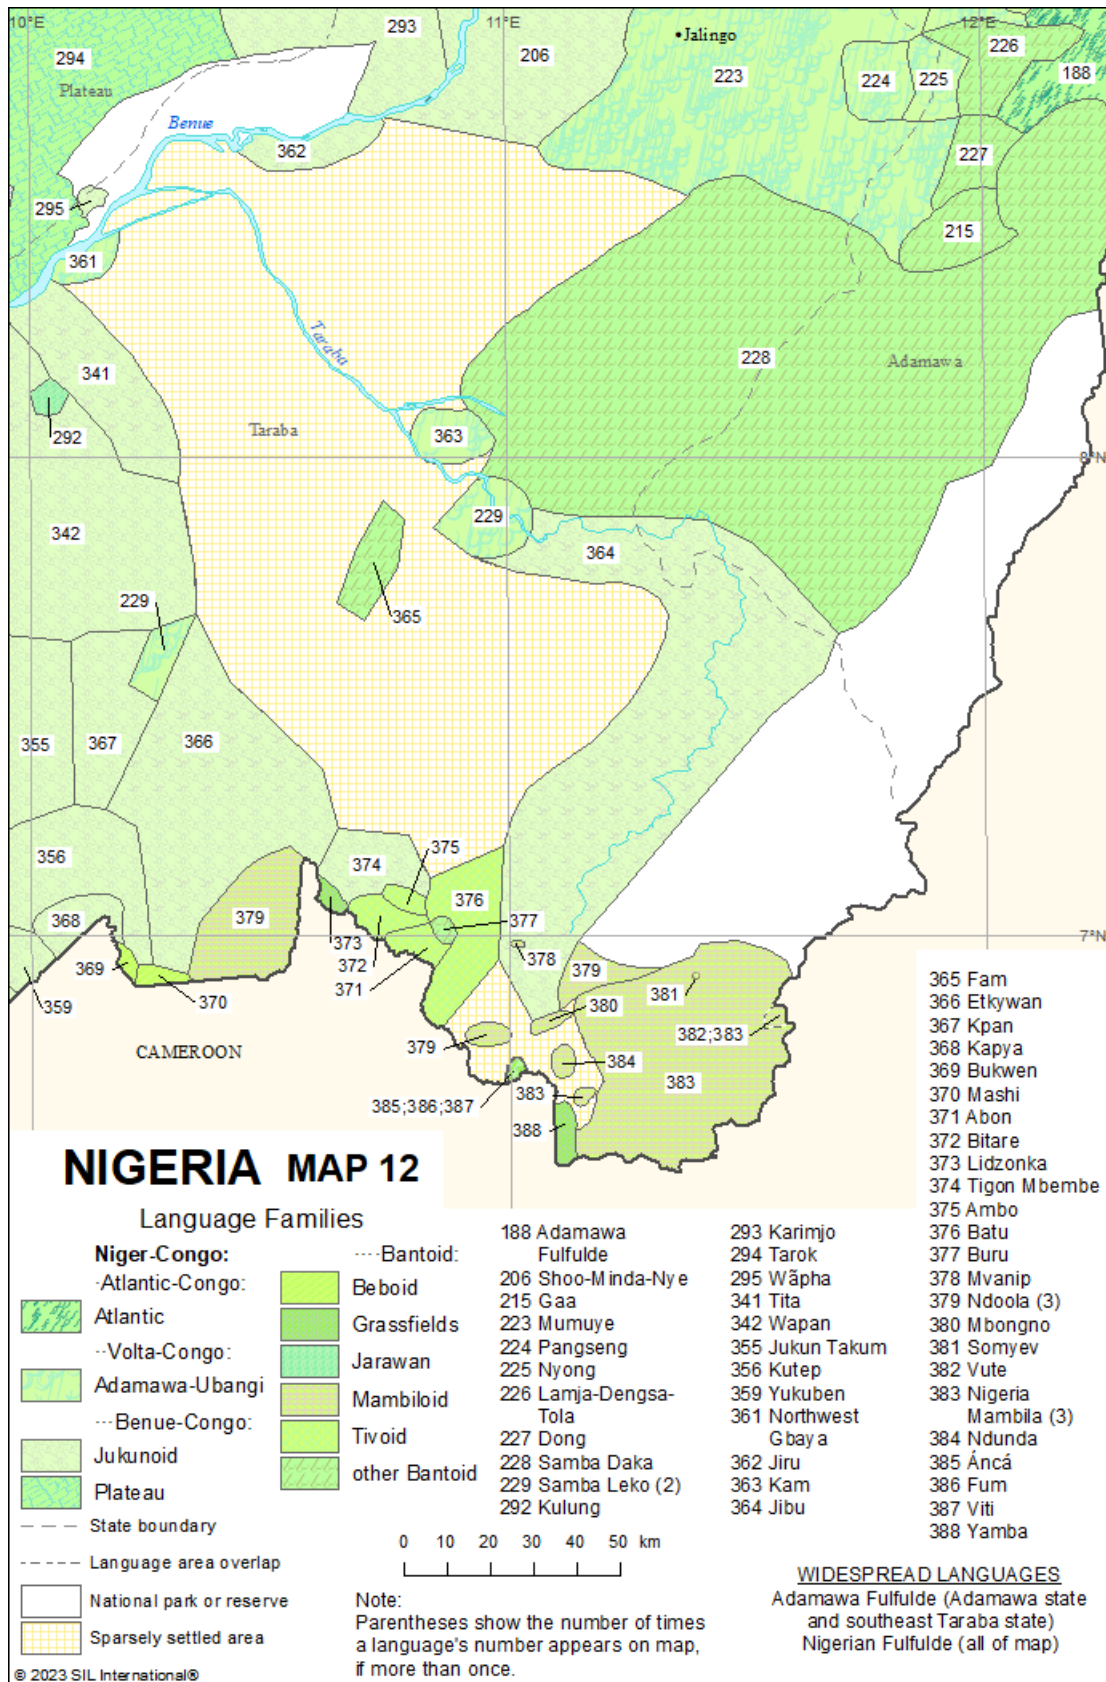 10°E
11°E
12°E
293
294
206
•Jalingo
226
223
224
225
188
Plateau
Benue
362
227
295
215
361
Taraba
341
228
Adamawa
292
Taraba
363
8°N
342
229
364
229
365
355
367
366
356
374
375
376
368
379
377
7°N
373
372
378
379
369
371
381
370
380
359
382;383
CAMEROON
379
384
383
383
385;386;387
388
NIGERIA MAP 12
Language Families
Niger-Congo:
·Atlantic-Congo:
Atlantic
··Volta-Congo:
Adamawa-Ubangi
···Benue-Congo:
Jukunoid
Plateau
State boundary
Language area overlap
National park or reserve
Sparsely settled area
© 2023 SIL International®
····Bantoid:
Beboid
Grassfields
Jarawan
Mambiloid
Tivoid
other Bantoid
188 Adamawa
Fulfulde
206 Shoo-Minda-Nye
215 Gaa
223 Mumuye
224 Pangseng
225 Nyong
226 Lamja-Dengsa-
Tola
227 Dong
228 Samba Daka
229 Samba Leko (2)
292 Kulung
293 Karimjo
294 Tarok
295 Wãpha
341 Tita
342 Wapan
355 Jukun Takum
356 Kutep
359 Yukuben
361 Northwest
Gbaya
362 Jiru
363 Kam
364 Jibu
365 Fam
366 Etkywan
367 Kpan
368 Kapya
369 Bukwen
370 Mashi
371 Abon
372 Bitare
373 Lidzonka
374 Tigon Mbembe
375 Ambo
376 Batu
377 Buru
378 Mvanip
379 Ndoola (3)
380 Mbongno
381 Somyev
382 Vute
383 Nigeria
Mambila (3)
384 Ndunda
385 Áncá
386 Fum
387 Viti
388 Yamba
0 10 20 30 40 50 km
Note:
Parentheses show the number of times
a language's number appears on map,
if more than once.
WIDESPREAD LANGUAGES
Adamawa Fulfulde (Adamawa state
and southeast Taraba state)
Nigerian Fulfulde (all of map)